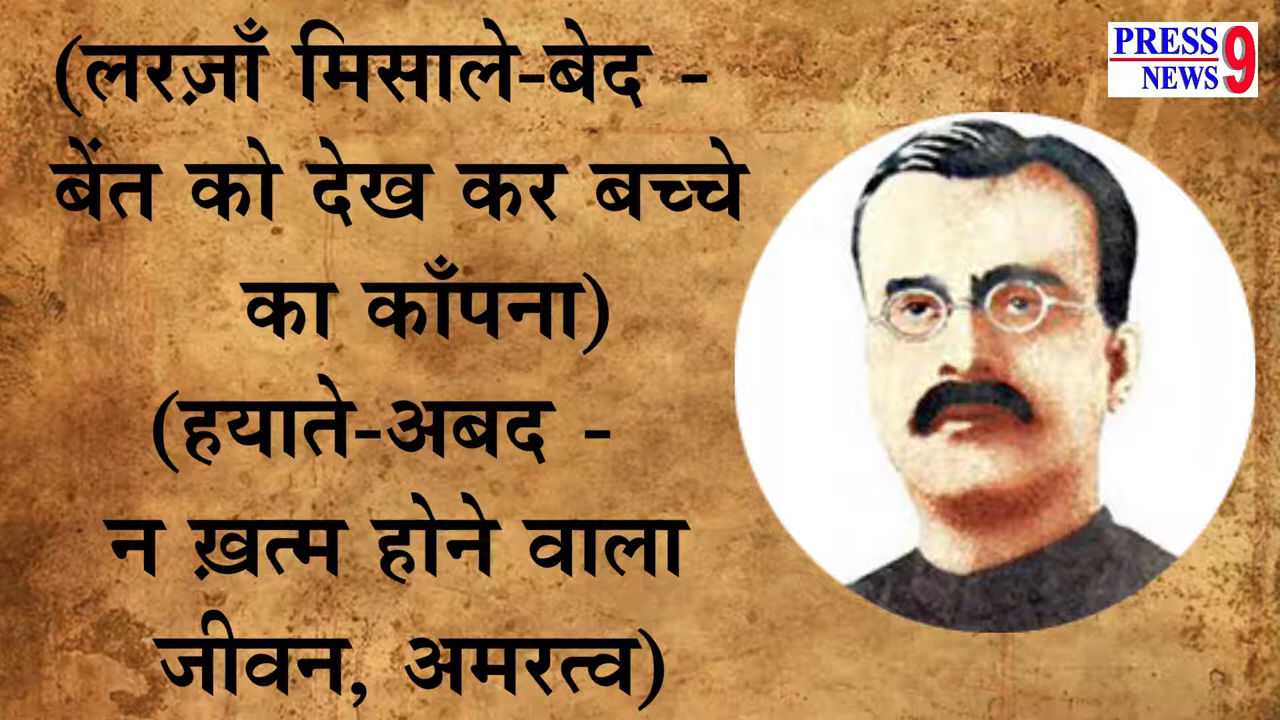 (लरज़ाँ मिसाले-बेद -
बेंत को देख कर बच्चे
का काँपना)
(हयाते-अबद -
न ख़त्म होने वाला
जीवन, अमरत्व)
PRESS 9
NEWS